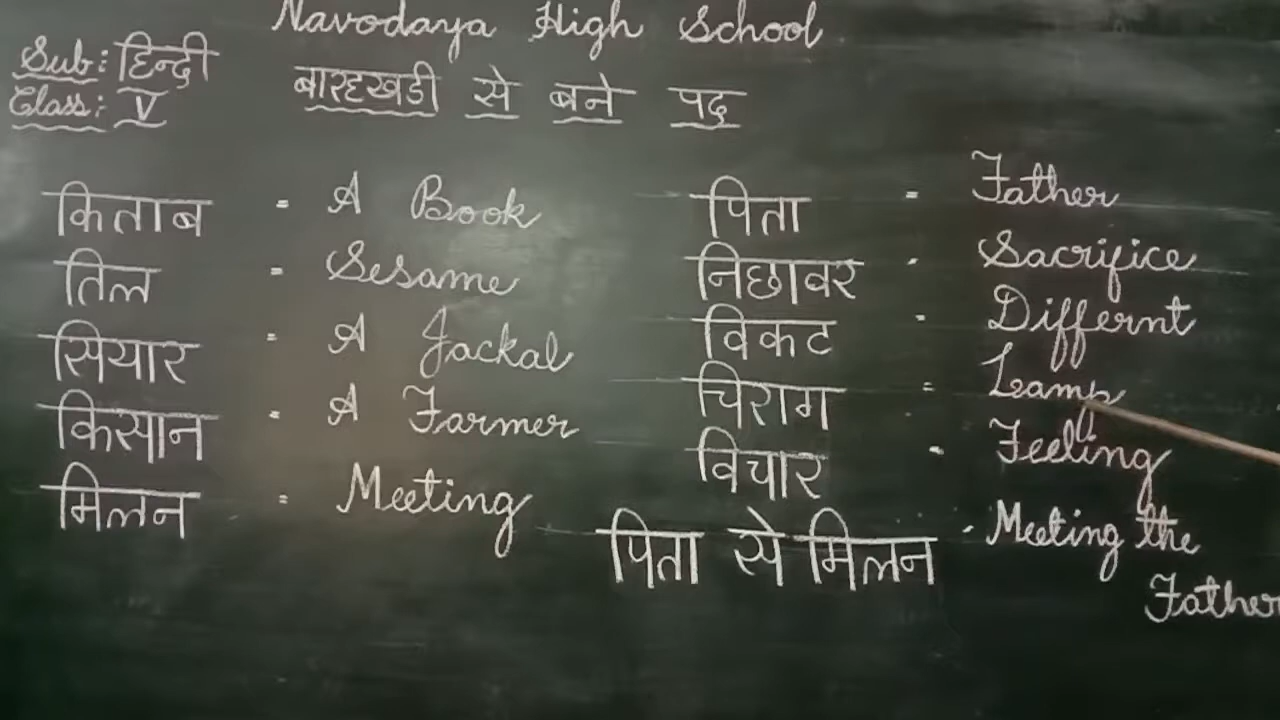 Navodaya High School
Sub: हिन्दी
Class: V
बारहखडी से बने पद
किताब = A Book
तिल = Sesame
सियार = A Jackal
किसान = A Farmer
मिलन = Meeting
पिता = Father
निछावर - Sacrifice
विकट - Differnt
चिराग = Lamp
विचार - Feeling
पिता से मिलन - Meeting the
Father